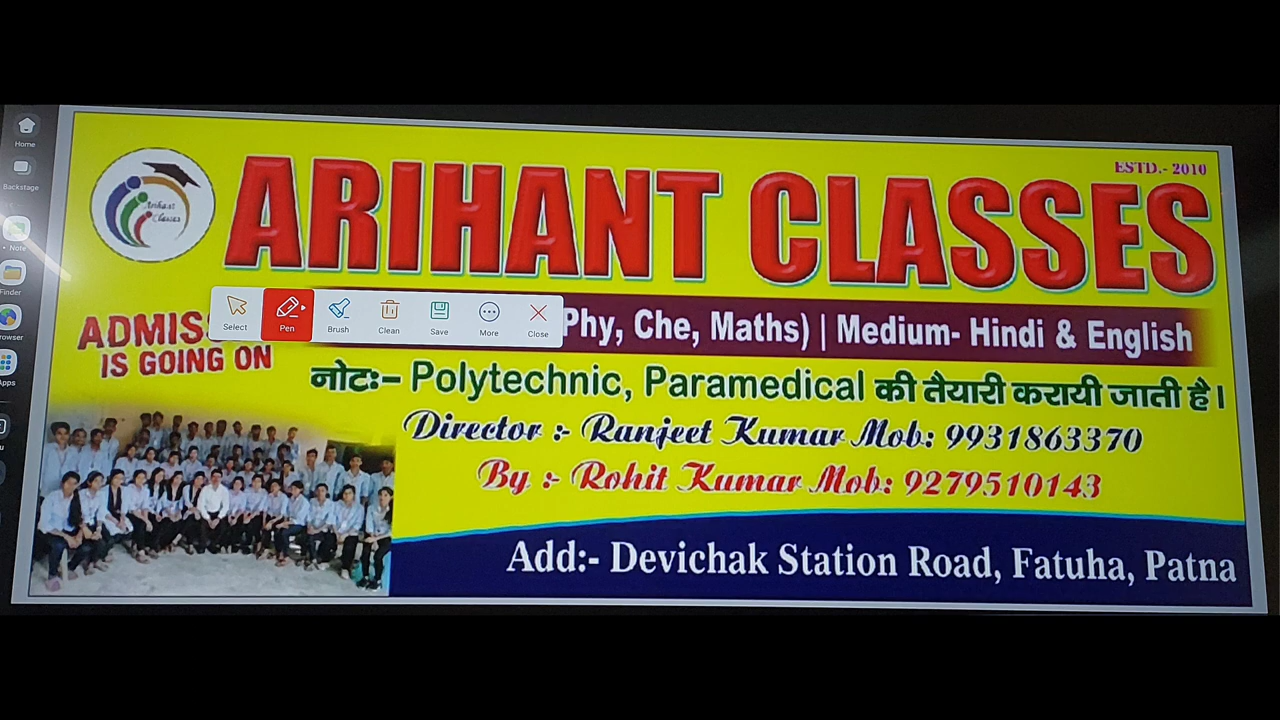 Home
Backstage
Note
Finder
Apps
ESTD.- 2010
Arihant
Classes
ARIHANT CLASSES
Select
Pen
Brush
Clean
Save
More
Close
Phy, Che, Maths) | Medium- Hindi & English
IS GOING ON
नोटः– Polytechnic, Paramedical की तैयारी करायी जाती है।
Director :- Ranjeet Kumar Mob: 9931863370
By :- Rohit Kumar Mob: 9279510143
Add:- Devichak Station Road, Fatuha, Patna